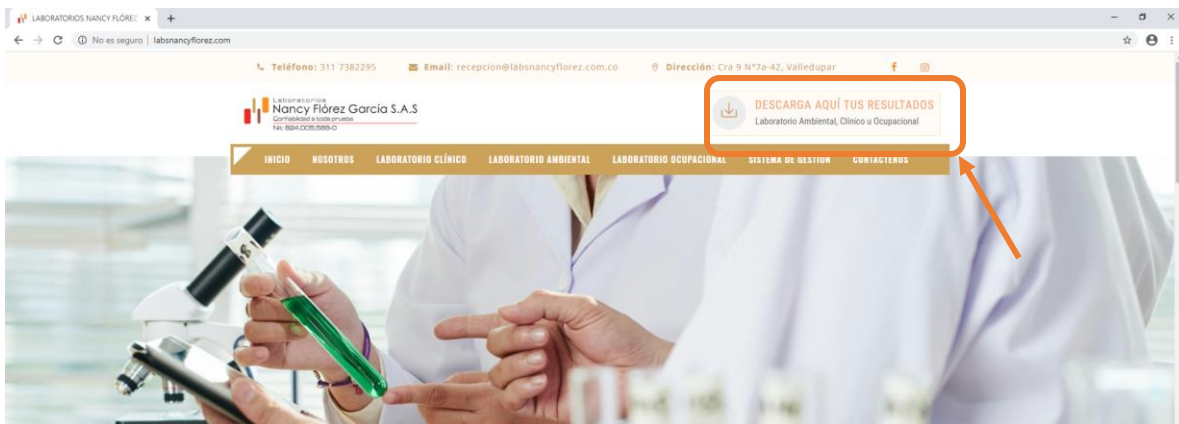 LABORATORIOS NANCY FLÓREZ
No es seguro | labsnancyflorez.com
Teléfono: 311 7382295 Email: recepcion@labsnancyflorez.com.co Dirección: Cra 9 N°7a-42, Valledupar
Laboratorios
Nancy Flórez García S.A.S
Confiabilidad a toda prueba
Nit: 824.005.588-0
DESCARGA AQUÍ TUS RESULTADOS
Laboratorio Ambiental, Clínico u Ocupacional
INICIO NOSOTROS LABORATORIO CLÍNICO LABORATORIO AMBIENTAL LABORATORIO OCUPACIONAL SISTEMA DE GESTIÓN CONTÁCTENOS